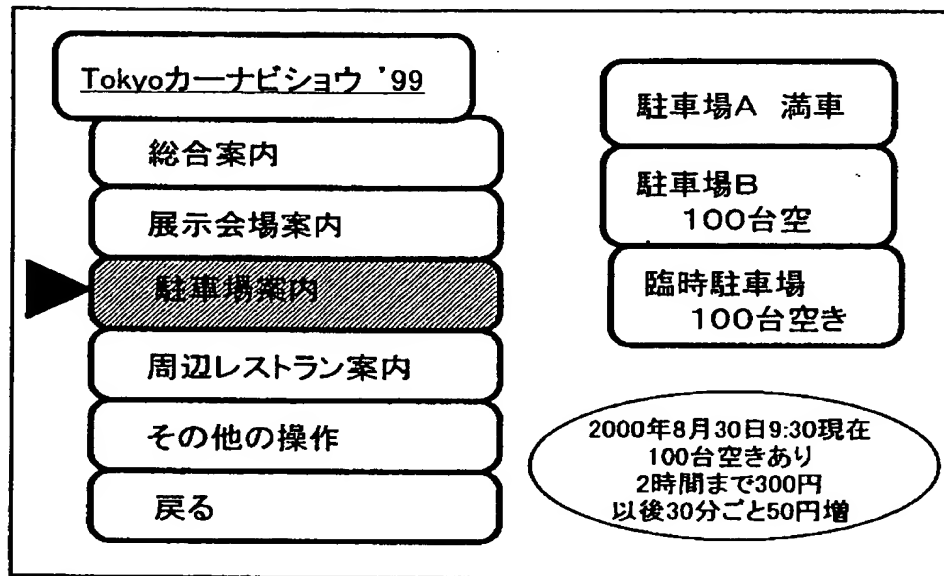 Tokyoカーナビショウ '99
総合案内
展示会場案内
駐車場案内
周辺レストラン案内
その他の操作
戻る
駐車場A 満車
駐車場B
100台空
臨時駐車場
100台空き
2000年8月30日9:30現在
100台空きあり
2時間まで300円
以後30分ごと50円増